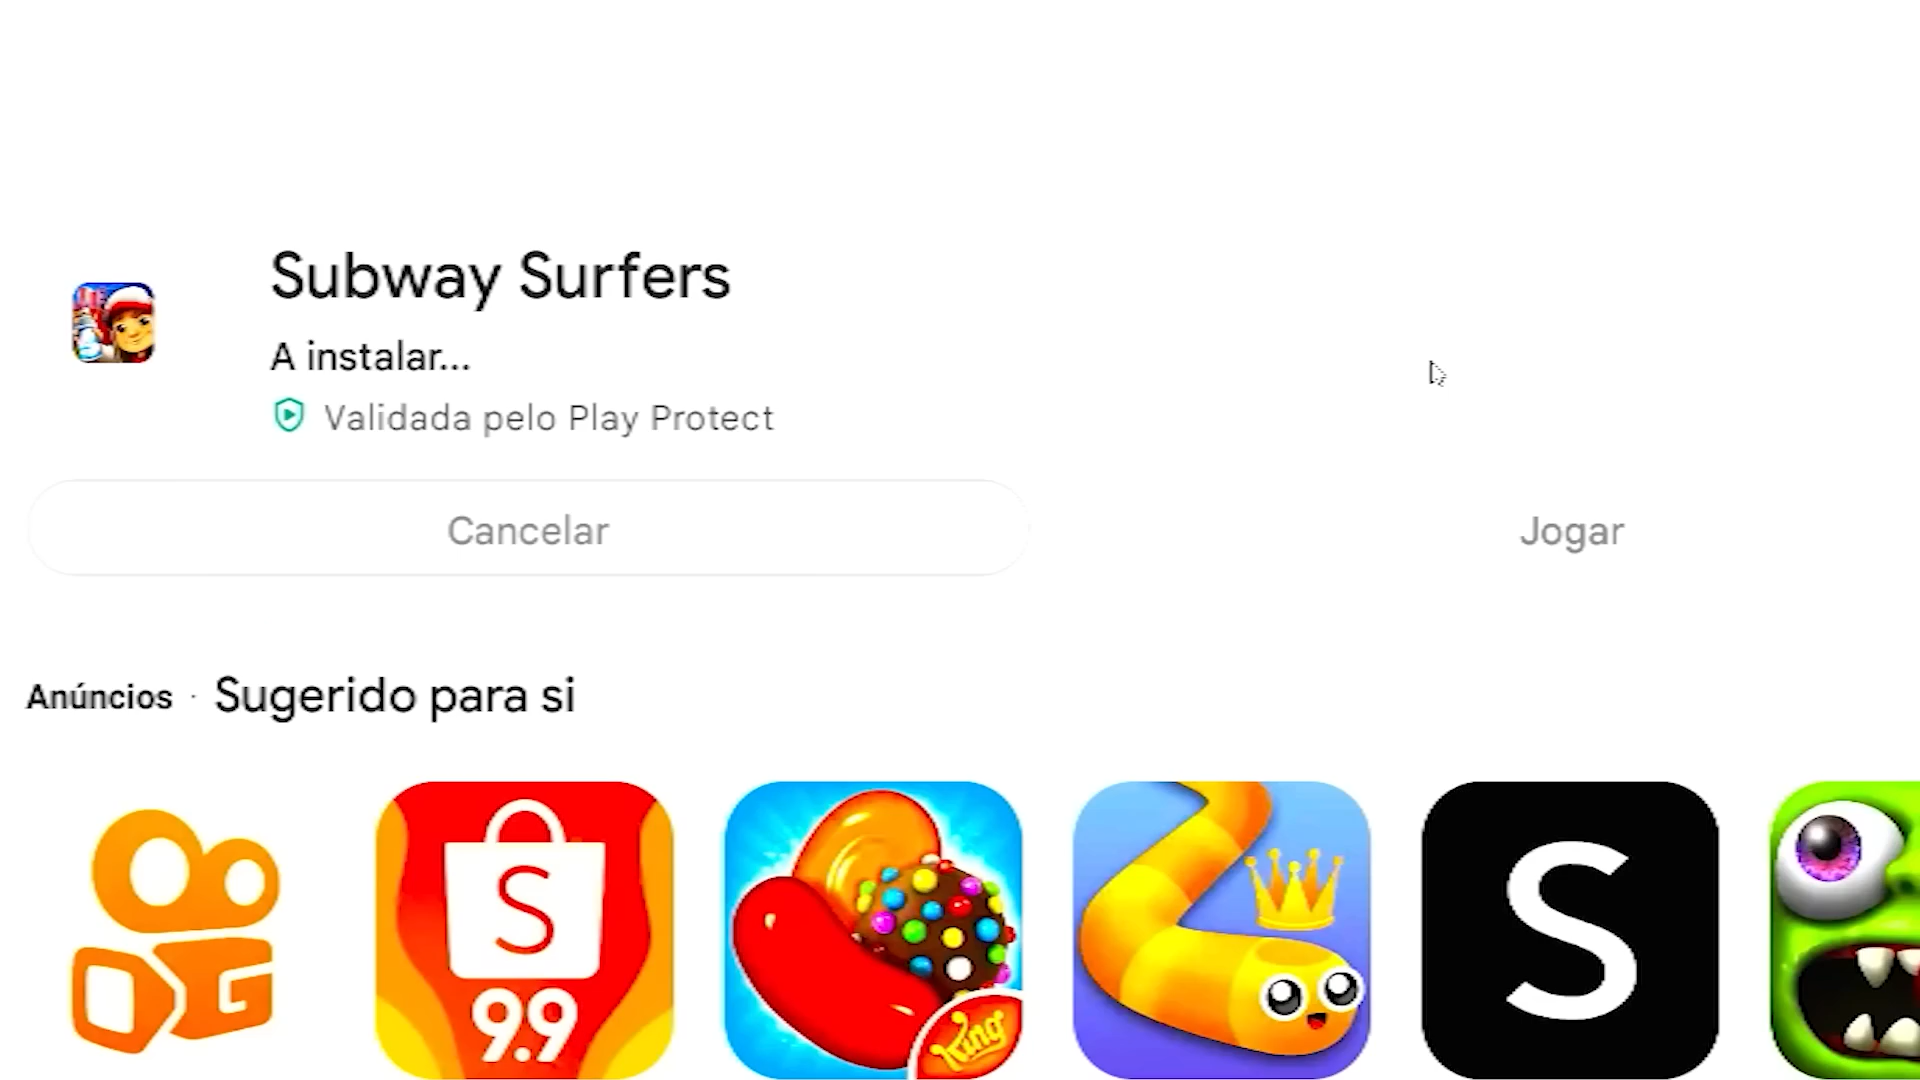 Subway Surfers
A instalar...
Validada pelo Play Protect
Cancelar
Jogar
Anúncios · Sugerido para si
S
9.9
King
S